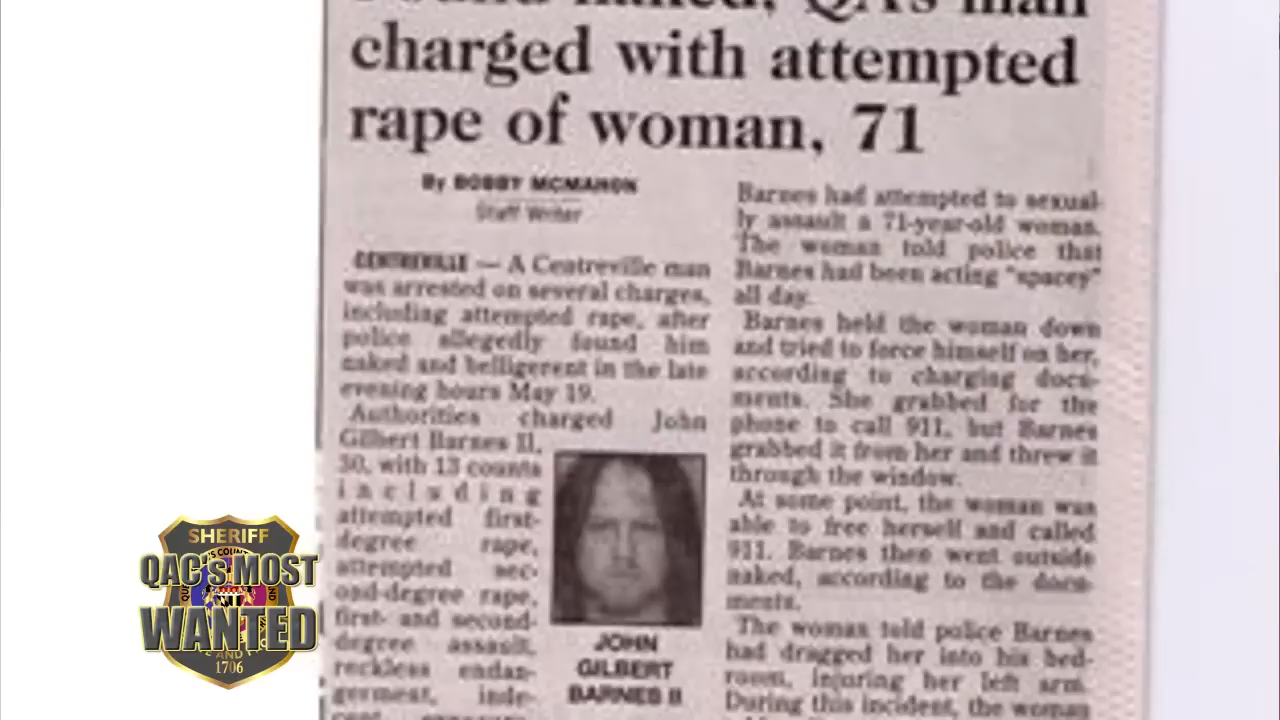 charged with attempted
rape of woman, 71
By BOBBY MCMAHON
Staff Writer
CENTREVILLE — A Centreville man
was arrested on several charges,
including attempted rape, after
police allegedly found him
naked and belligerent in the late
evening hours May 19.
Authorities charged John
Gilbert Barnes II,
30, with 13 counts
including
attempted first-
degree rape,
attempted sec-
ond-degree rape,
first- and second-
degree assault,
reckless endan-
germent, inde-
JOHN
GILBERT
BARNES II
Barnes had attempted to sexual-
ly assault a 71-year-old woman.
The woman told police that
Barnes had been acting "spacey"
all day.
Barnes held the woman down
and tried to force himself on her,
according to charging docu-
ments. She grabbed for the
phone to call 911, but Barnes
grabbed it from her and threw it
through the window.
At some point, the woman was
able to free herself and called
911. Barnes then went outside
naked, according to the docu-
ments.
The woman told police Barnes
had dragged her into his bed-
room, injuring her left arm.
During this incident, the woman
SHERIFF
QAC'S MOST
WANTED
1706